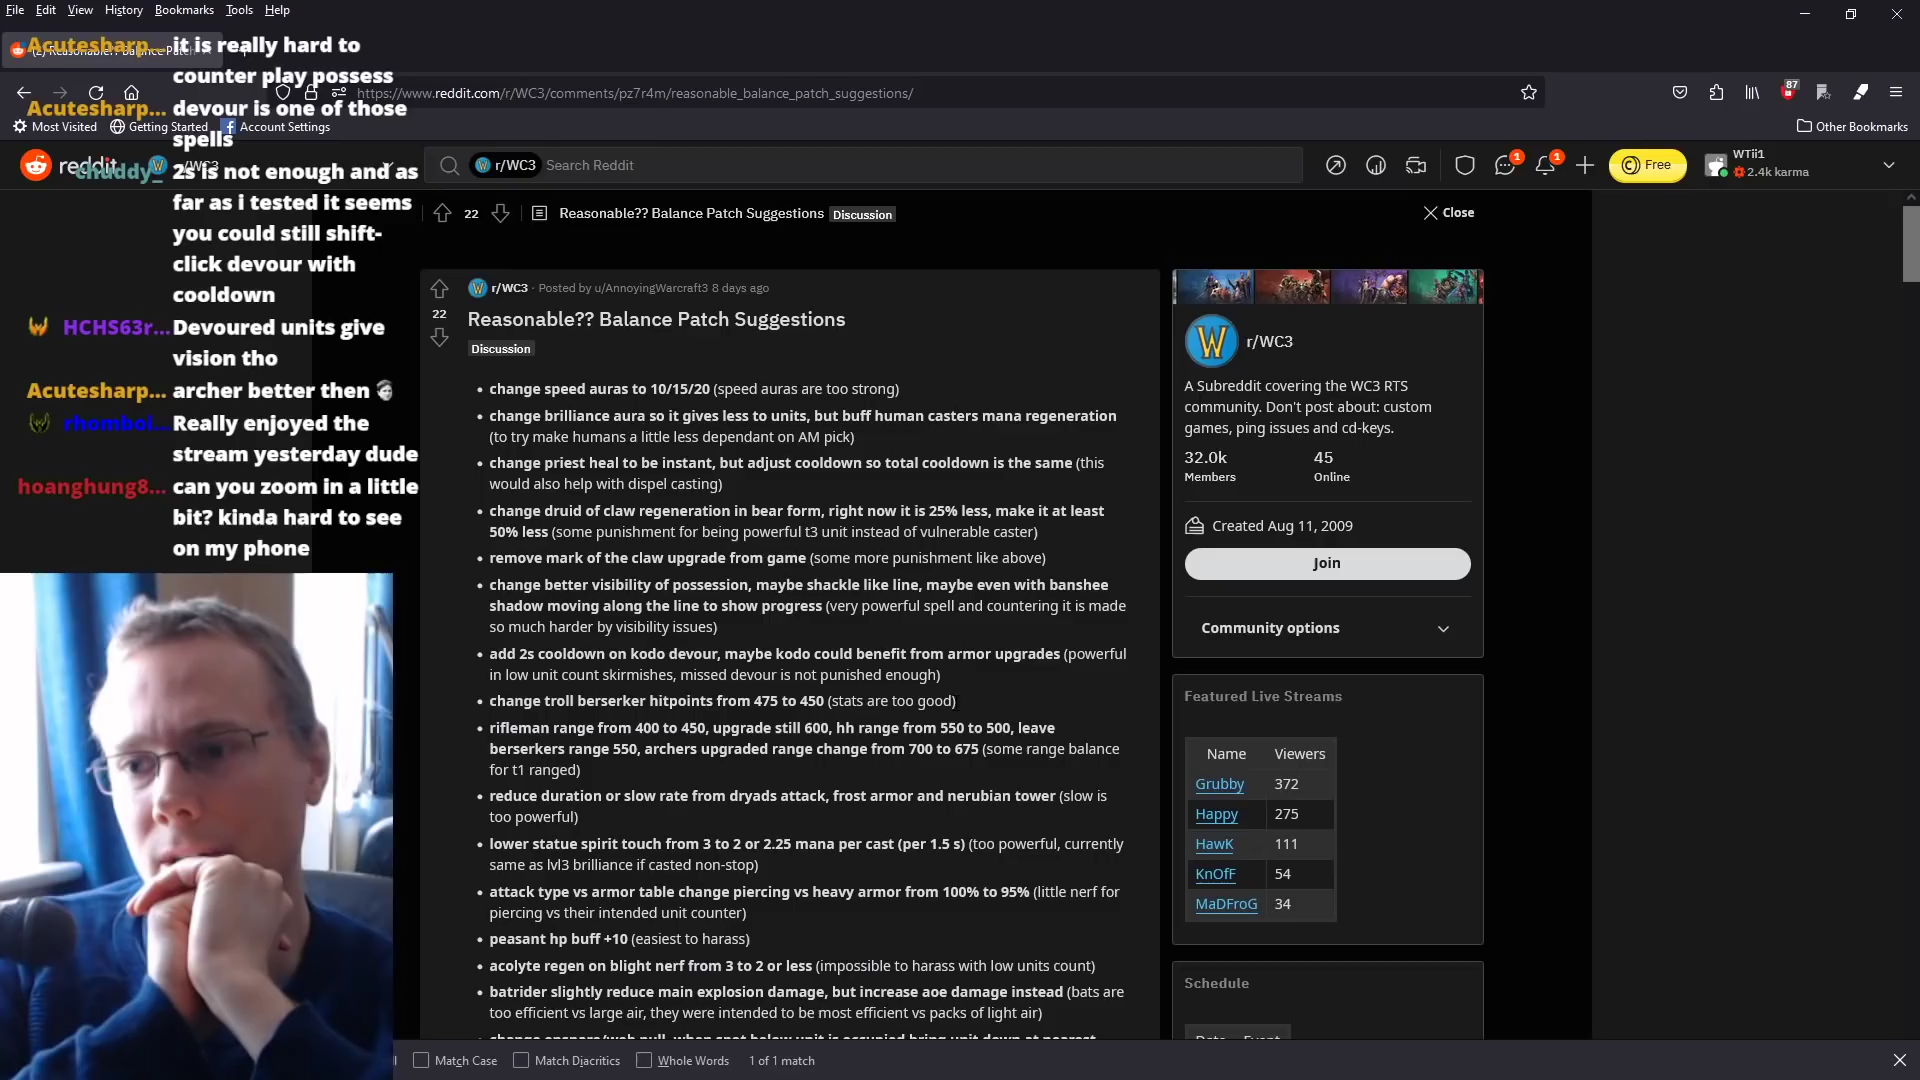 File Edit View History Bookmarks Tools Help
Acutesharp... it is really hard to
counter play possess
Acutesharp... devour is one of those
spells
chuddy_ 2s is not enough and as
far as i tested it seems
you could still shift-
click devour with
cooldown
HCHS63r... Devoured units give
vision tho
Acutesharp... archer better then
rhomboi... Really enjoyed the
stream yesterday dude
hoanghung8... can you zoom in a little
bit? kinda hard to see
on my phone
https://www.reddit.com/r/WC3/comments/pz7r4m/reasonable_balance_patch_suggestions/
87
Most Visited Getting Started Account Settings
Other Bookmarks
reddit r/WC3
r/WC3 Search Reddit
1 1 Free
WTii1
2.4k karma
22 Reasonable?? Balance Patch Suggestions Discussion
Close
r/WC3 · Posted by u/AnnoyingWarcraft3 8 days ago
22
Reasonable?? Balance Patch Suggestions
Discussion
• change speed auras to 10/15/20 (speed auras are too strong)
• change brilliance aura so it gives less to units, but buff human casters mana regeneration
(to try make humans a little less dependant on AM pick)
• change priest heal to be instant, but adjust cooldown so total cooldown is the same (this
would also help with dispel casting)
• change druid of claw regeneration in bear form, right now it is 25% less, make it at least
50% less (some punishment for being powerful t3 unit instead of vulnerable caster)
• remove mark of the claw upgrade from game (some more punishment like above)
• change better visibility of possession, maybe shackle like line, maybe even with banshee
shadow moving along the line to show progress (very powerful spell and countering it is made
so much harder by visibility issues)
• add 2s cooldown on kodo devour, maybe kodo could benefit from armor upgrades (powerful
in low unit count skirmishes, missed devour is not punished enough)
• change troll berserker hitpoints from 475 to 450 (stats are too good)
• rifleman range from 400 to 450, upgrade still 600, hh range from 550 to 500, leave
berserkers range 550, archers upgraded range change from 700 to 675 (some range balance
for t1 ranged)
• reduce duration or slow rate from dryads attack, frost armor and nerubian tower (slow is
too powerful)
• lower statue spirit touch from 3 to 2 or 2.25 mana per cast (per 1.5 s) (too powerful, currently
same as lvl3 brilliance if casted non-stop)
• attack type vs armor table change piercing vs heavy armor from 100% to 95% (little nerf for
piercing vs their intended unit counter)
• peasant hp buff +10 (easiest to harass)
• acolyte regen on blight nerf from 3 to 2 or less (impossible to harass with low units count)
• batrider slightly reduce main explosion damage, but increase aoe damage instead (bats are
too efficient vs large air, they were intended to be most efficient vs packs of light air)
r/WC3
A Subreddit covering the WC3 RTS
community. Don't post about: custom
games, ping issues and cd-keys.
32.0k 45
Members Online
Created Aug 11, 2009
Join
Community options
Featured Live Streams
Name Viewers
Grubby 372
Happy 275
HawK 111
KnOfF 54
MaDFroG 34
Schedule
Match Case Match Diacritics Whole Words 1 of 1 match